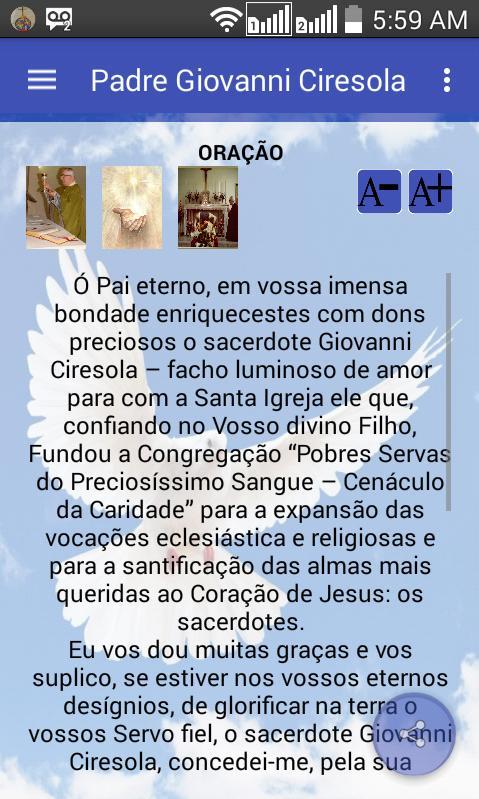 2
1
2
5:59 AM
Padre Giovanni Ciresola
ORAÇÃO
A- A+
Ó Pai eterno, em vossa imensa
bondade enriquecestes com dons
preciosos o sacerdote Giovanni
Ciresola – facho luminoso de amor
para com a Santa Igreja ele que,
confiando no Vosso divino Filho,
Fundou a Congregação “Pobres Servas
do Preciosíssimo Sangue – Cenáculo
da Caridade” para a expansão das
vocações eclesiástica e religiosas e
para a santificação das almas mais
queridas ao Coração de Jesus: os
sacerdotes.
Eu vos dou muitas graças e vos
suplico, se estiver nos vossos eternos
desígnios, de glorificar na terra o
vossos Servo fiel, o sacerdote Giovanni
Ciresola, concedei-me, pela sua